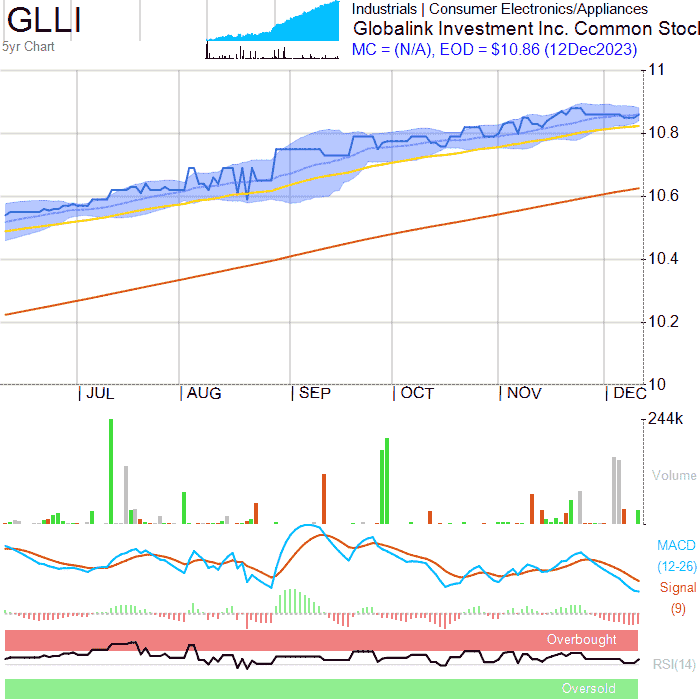 GLLI
5yr Chart
Industrials | Consumer Electronics/Appliances
Globalink Investment Inc. Common Stoc
MC = (N/A), EOD = $10.86 (12Dec2023)
11
10.8
10.6
10.4
10.2
10
JUL AUG SEP OCT NOV DEC
244k
Volume
MACD
(12-26)
Signal
(9)
Overbought
RSI(14)
Oversold